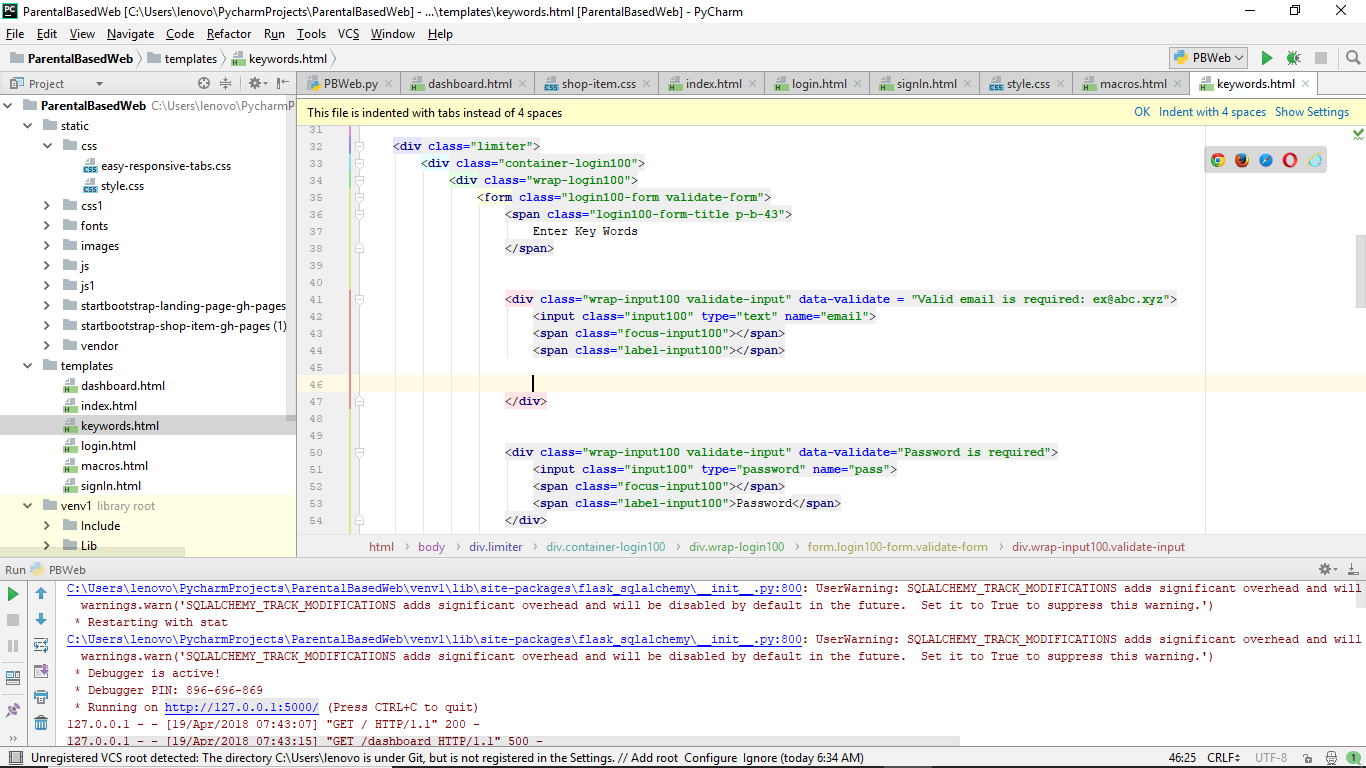 ParentalBasedWeb [C:\Users\lenovo\PycharmProjects\ParentalBasedWeb] - ...\templates\keywords.html [ParentalBasedWeb] - PyCharm
File Edit View Navigate Code Refactor Run Tools VCS Window Help
ParentalBasedWeb templates keywords.html PBWeb
Project
PBWeb.py dashboard.html shop-item.css index.html login.html signIn.html style.css macros.html keywords.html
This file is indented with tabs instead of 4 spaces OK Indent with 4 spaces Show Settings
ParentalBasedWeb C:\Users\lenovo\PycharmP
static
css
easy-responsive-tabs.css
style.css
css1
fonts
images
js
js1
startbootstrap-landing-page-gh-pages
startbootstrap-shop-item-gh-pages (1)
vendor
templates
dashboard.html
index.html
keywords.html
login.html
macros.html
signIn.html
venv1 library root
Include
Lib
31
32 <div class="limiter">
33 <div class="container-login100">
34 <div class="wrap-login100">
35 <form class="login100-form validate-form">
36 <span class="login100-form-title p-b-43">
37 Enter Key Words
38 </span>
39
40
41 <div class="wrap-input100 validate-input" data-validate = "Valid email is required: ex@abc.xyz">
42 <input class="input100" type="text" name="email">
43 <span class="focus-input100"></span>
44 <span class="label-input100"></span>
45
46
47 </div>
48
49
50 <div class="wrap-input100 validate-input" data-validate="Password is required">
51 <input class="input100" type="password" name="pass">
52 <span class="focus-input100"></span>
53 <span class="label-input100">Password</span>
54 </div>
html body div.limiter div.container-login100 div.wrap-login100 form.login100-form.validate-form div.wrap-input100.validate-input
Run PBWeb
C:\Users\lenovo\PycharmProjects\ParentalBasedWeb\venv1\lib\site-packages\flask_sqlalchemy\__init__.py:800: UserWarning: SQLALCHEMY_TRACK_MODIFICATIONS adds significant overhead and will
warnings.warn('SQLALCHEMY_TRACK_MODIFICATIONS adds significant overhead and will be disabled by default in the future.  Set it to True to suppress this warning.')
* Restarting with stat
C:\Users\lenovo\PycharmProjects\ParentalBasedWeb\venv1\lib\site-packages\flask_sqlalchemy\__init__.py:800: UserWarning: SQLALCHEMY_TRACK_MODIFICATIONS adds significant overhead and will
warnings.warn('SQLALCHEMY_TRACK_MODIFICATIONS adds significant overhead and will be disabled by default in the future.  Set it to True to suppress this warning.')
* Debugger is active!
* Debugger PIN: 896-696-869
* Running on http://127.0.0.1:5000/ (Press CTRL+C to quit)
127.0.0.1 - - [19/Apr/2018 07:43:07] "GET / HTTP/1.1" 200 -
127.0.0.1 - - [19/Apr/2018 07:43:15] "GET /dashboard HTTP/1.1" 500 -
Unregistered VCS root detected: The directory C:\Users\lenovo is under Git, but is not registered in the Settings. // Add root Configure Ignore (today 6:34 AM) 46:25 CRLF UTF-8 1